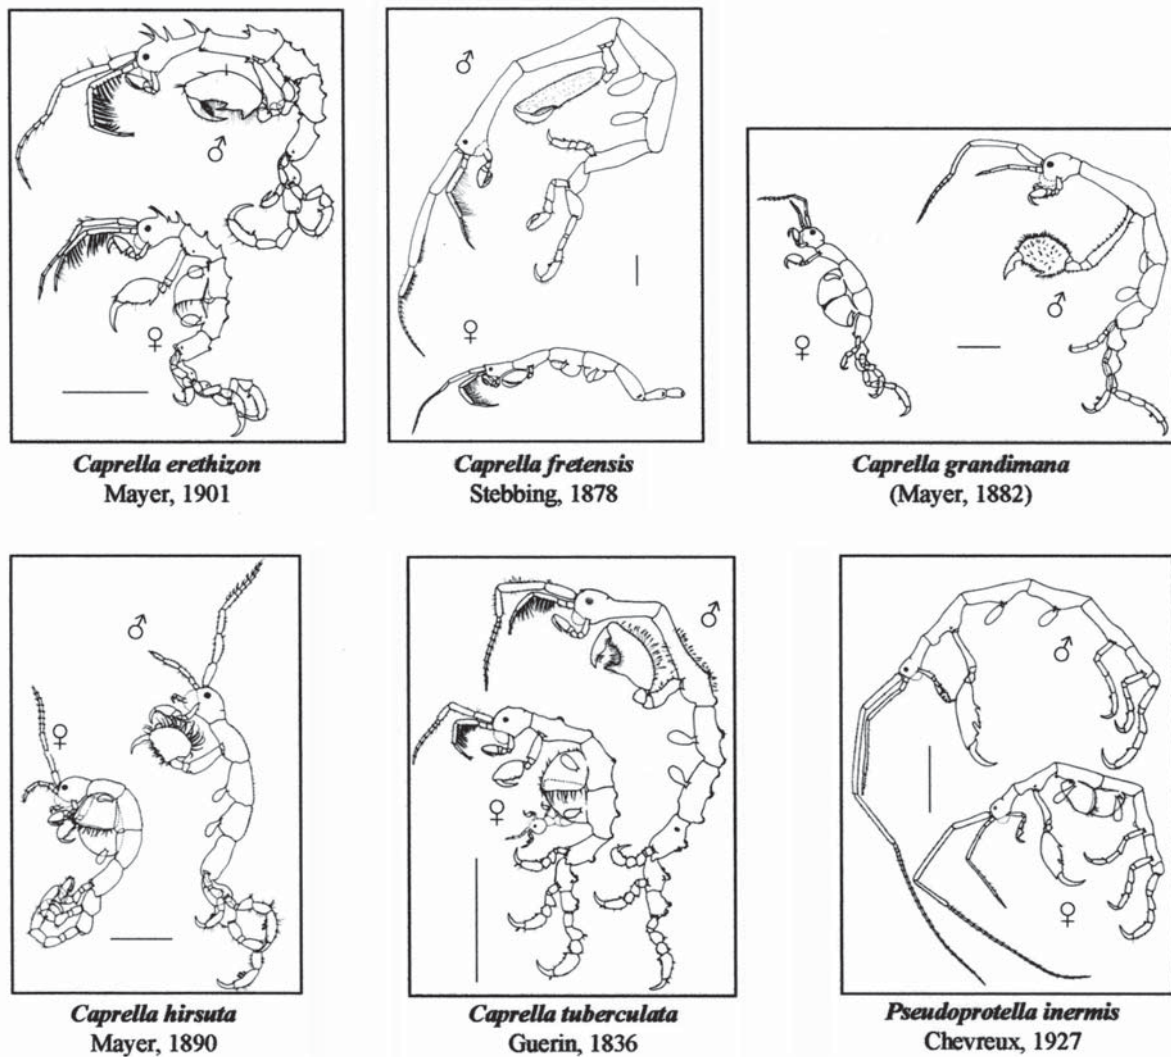 ♂
♀
Caprella erethizon
Mayer, 1901
♂
♀
Caprella fretensis
Stebbing, 1878
♀
♂
Caprella grandimana
(Mayer, 1882)
♂
♀
Caprella hirsuta
Mayer, 1890
♂
♀
Caprella tuberculata
Guerin, 1836
♂
♀
Pseudoprotella inermis
Chevreux, 1927